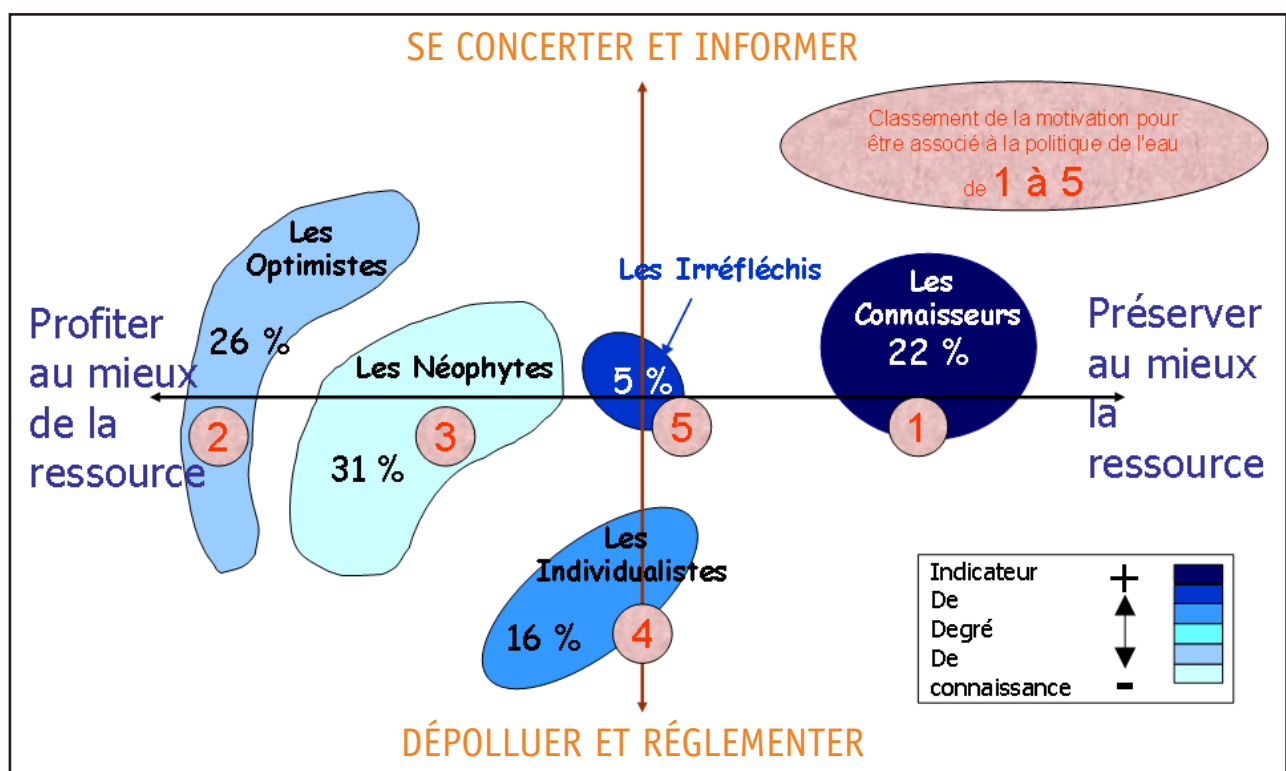 SE CONCERTER ET INFORMER
Classement de la motivation pour
être associé à la politique de l'eau
de 1 à 5
Les
Optimistes
26 %
2
Les Néophytes
31 %
3
Les Irréfléchis
5 %
5
Les
Connaisseurs
22 %
1
Profiter
au mieux
de la
ressource
Préserver
au mieux
la
ressource
Les
Individualistes
16 %
4
Indicateur
De
Degré
De
connaissance
+
-
DÉPOLLUER ET RÉGLEMENTER